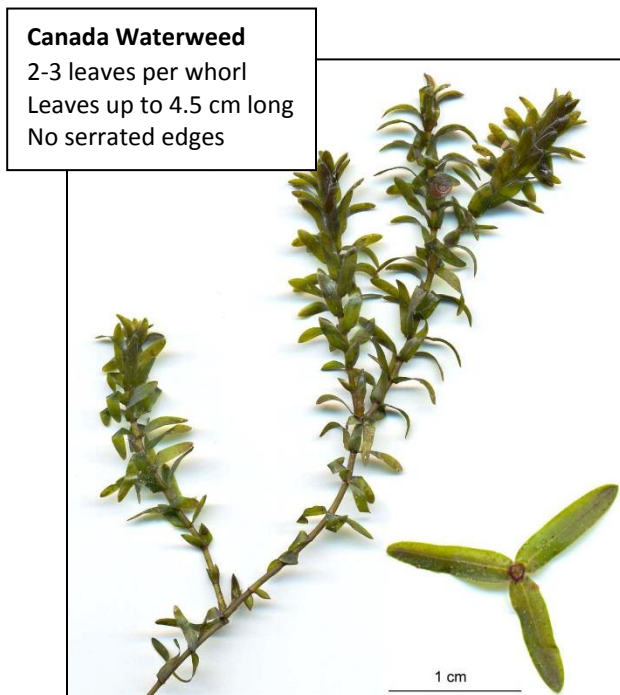 Canada Waterweed
2-3 leaves per whorl
Leaves up to 4.5 cm long
No serrated edges
1 cm